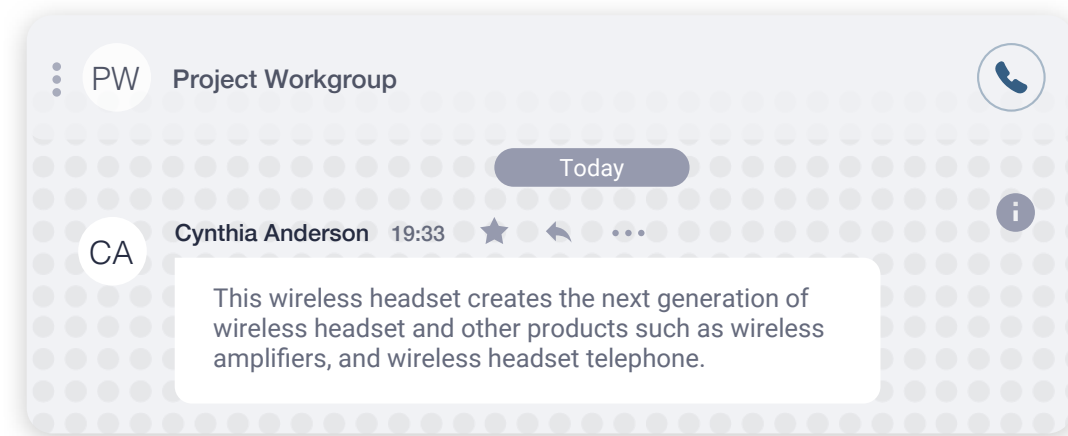 PW Project Workgroup
Today
Cynthia Anderson 19:33
CA
This wireless headset creates the next generation of
wireless headset and other products such as wireless
amplifiers, and wireless headset telephone.